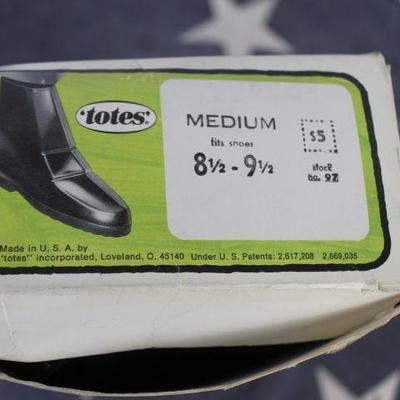 'totes'
MEDIUM
fits shoes
8½ - 9½
$5
stock
no. 97
Made in U. S. A. by
'totes" incorporated, Loveland, O. 45140 Under U. S. Patents: 2,617,208 2,669,035